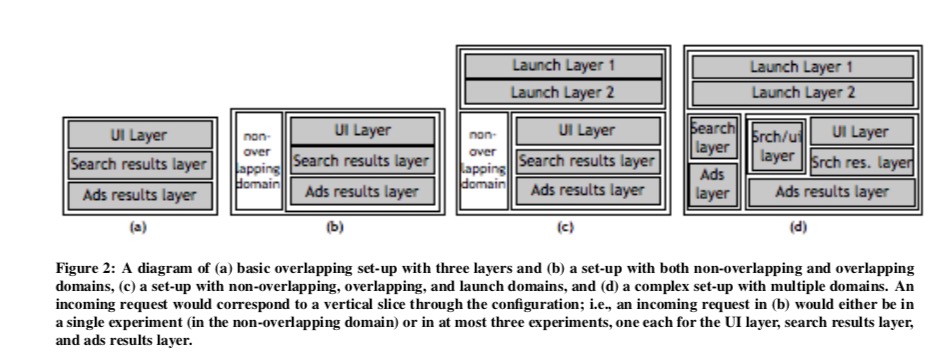 UI Layer
Search results layer
Ads results layer
(a)
non-
over
lapping
domain
UI Layer
Search results layer
Ads results layer
(b)
Launch Layer 1
Launch Layer 2
non-
over
lapping
domain
UI Layer
Search results layer
Ads results layer
(c)
Launch Layer 1
Launch Layer 2
Search
layer
Ads
layer
Srch/ui
layer
UI Layer
Srch res. layer
Ads results layer
(d)
Figure 2: A diagram of (a) basic overlapping set-up with three layers and (b) a set-up with both non-overlapping and overlapping
domains, (c) a set-up with non-overlapping, overlapping, and launch domains, and (d) a complex set-up with multiple domains. An
incoming request would correspond to a vertical slice through the configuration; i.e., an incoming request in (b) would either be in
a single experiment (in the non-overlapping domain) or in at most three experiments, one each for the UI layer, search results layer,
and ads results layer.